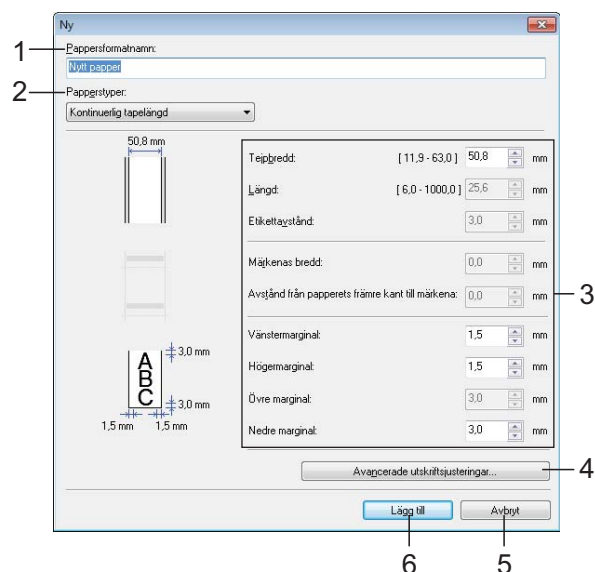 Ny
1
Pappersformatnamn:
Nytt papper
2
Papperstyper:
Kontinuerlig tapelängd
50,8 mm
Tejpbredd: [ 11,9 - 63,0 ] 50,8 mm
Längd: [ 6,0 - 1000,0 ] 25,6 mm
Etikettavstånd: 3,0 mm
Märkenas bredd: 0,0 mm
Avstånd från papperets främre kant till märkena: 0,0 mm
3
Vänstermarginal: 1,5 mm
Högermarginal: 1,5 mm
Övre marginal: 3,0 mm
Nedre marginal: 3,0 mm
A
B
C
3,0 mm
3,0 mm
1,5 mm 1,5 mm
Avancerade utskriftsjusteringar...
4
Lägg till
Avbryt
6
5